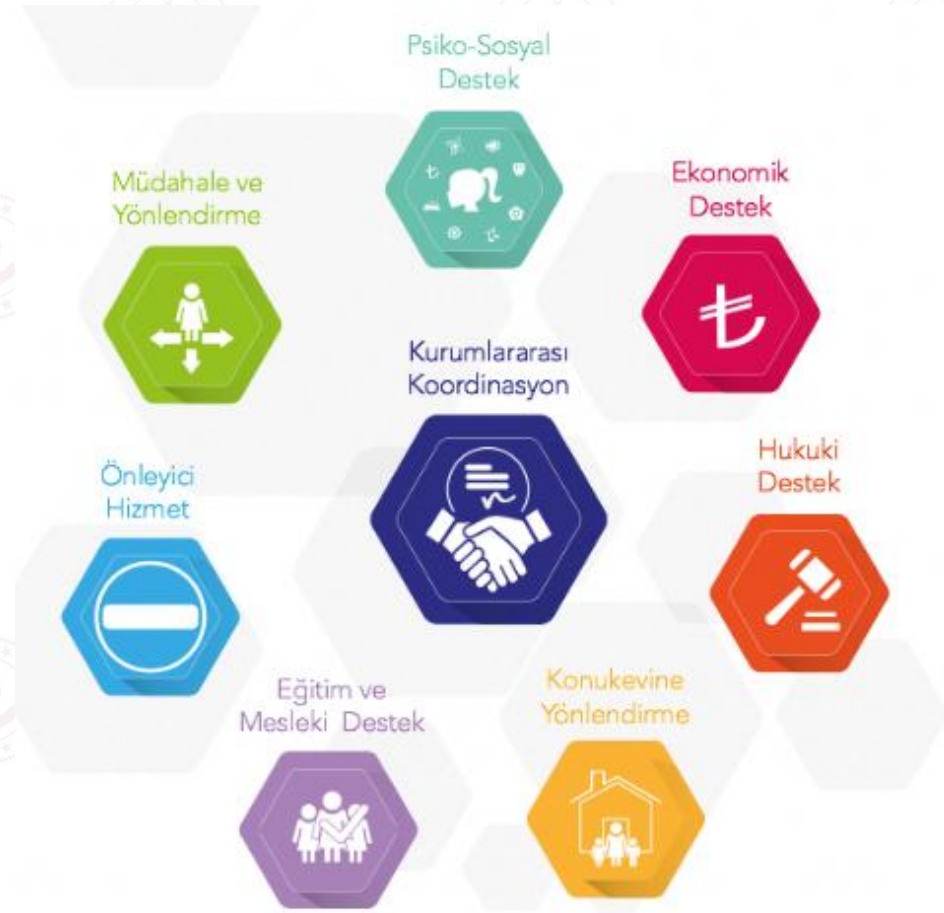 Psiko-Sosyal
Destek
Müdahale ve
Yönlendirme
Ekonomik
Destek
Kurumlararası
Koordinasyon
Önleyici
Hizmet
Hukuki
Destek
Eğitim ve
Mesleki Destek
Konukevine
Yönlendirme